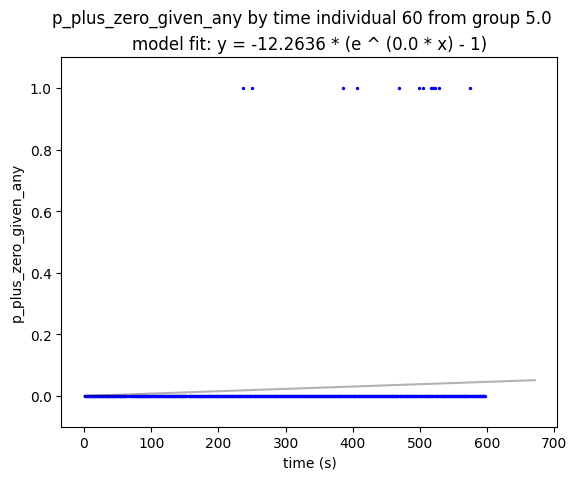 p_plus_zero_given_any by time individual 60 from group 5.0
model fit: y = -12.2636 * (e ^ (0.0 * x) - 1)
p_plus_zero_given_any
1.0
0.8
0.6
0.4
0.2
0.0
0 100 200 300 400 500 600 700
time (s)